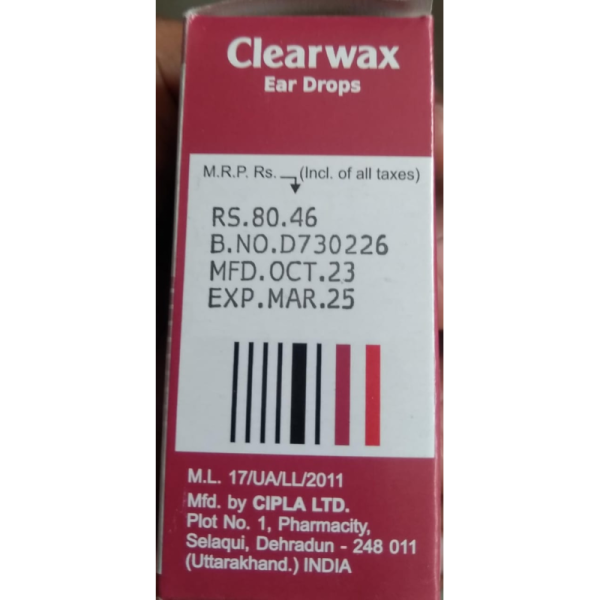 Clearwax
Ear Drops
M.R.P. Rs. (Incl. of all taxes)
RS.80.46
B.NO.D730226
MFD.OCT.23
EXP.MAR.25
M.L. 17/UA/LL/2011
Mfd. by CIPLA LTD.
Plot No. 1, Pharmacity,
Selaqui, Dehradun - 248 011
(Uttarakhand.) INDIA